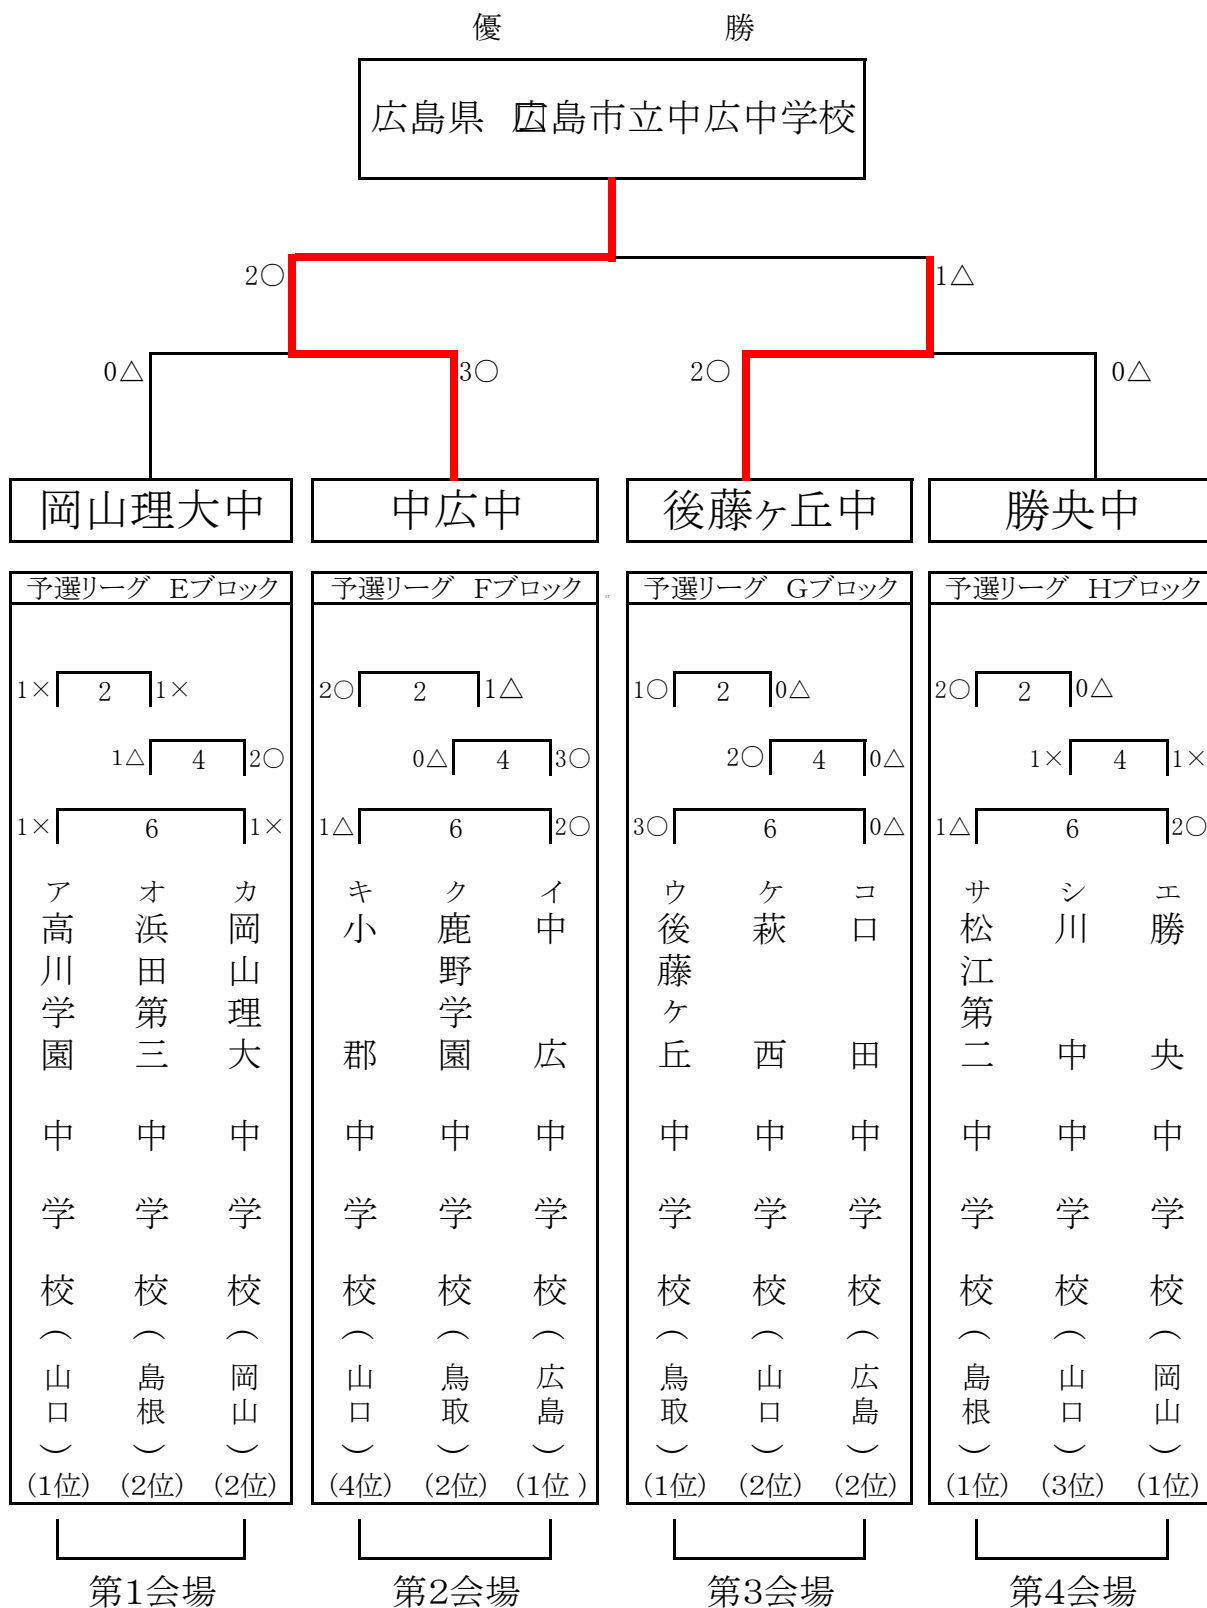 優 勝
広島県 広島市立中広中学校
2○ 1△
0△ 3○ 2○ 0△
岡山理大中 中広中 後藤ヶ丘中 勝央中
予選リーグ Eブロック 予選リーグ Fブロック 予選リーグ Gブロック 予選リーグ Hブロック
1× 2 1× 2○ 2 1△ 1○ 2 0△ 2○ 2 0△
1△ 4 2○ 0△ 4 3○ 2○ 4 0△ 1× 4 1×
1× 6 1× 1△ 6 2○ 3○ 6 0△ 1△ 6 2○
ア高川学園中学校(山口)(1位)
オ浜田第三中学校(島根)(2位)
カ岡山理大中学校(岡山)(2位)
キ小郡中学校(山口)(4位)
ク鹿野学園中学校(鳥取)(2位)
イ中広中学校(広島)(1位 )
ウ後藤ケ丘中学校(鳥取)(1位)
ケ萩西中学校(山口)(2位)
コ口田中学校(広島)(2位)
サ松江第二中学校(島根)(1位)
シ川中中学校(山口)(3位)
エ勝央中学校(岡山)(1位)
第1会場 第2会場 第3会場 第4会場